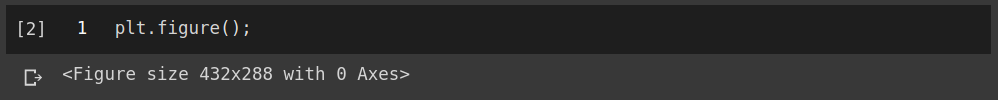 [2] 1 plt.figure();
<Figure size 432x288 with 0 Axes>